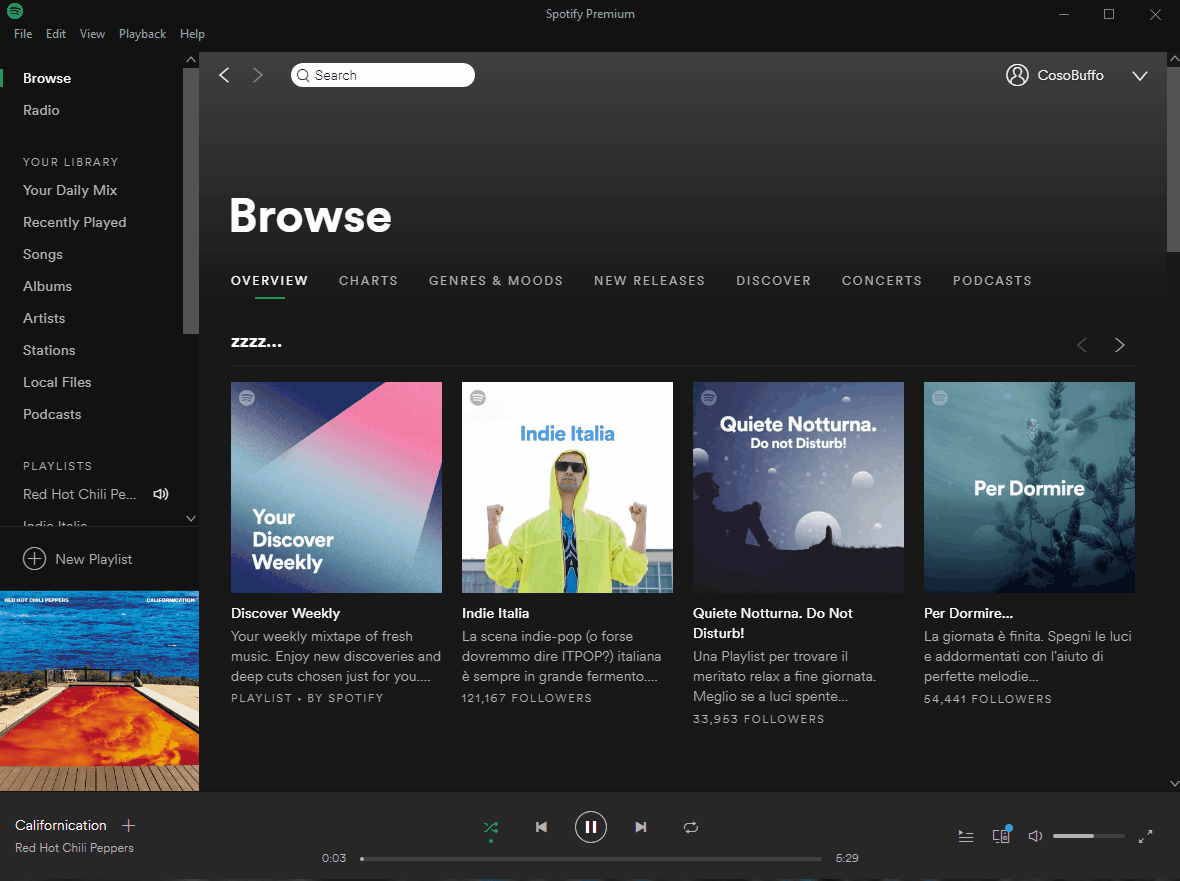 Spotify Premium
File Edit View Playback Help
Browse
Radio
YOUR LIBRARY
Your Daily Mix
Recently Played
Songs
Albums
Artists
Stations
Local Files
Podcasts
PLAYLISTS
Red Hot Chili Pe...
Indie Italia
New Playlist
RED HOT CHILI PEPPERS CALIFORNICATION
Search
CosoBuffo
Browse
OVERVIEW CHARTS GENRES & MOODS NEW RELEASES DISCOVER CONCERTS PODCASTS
zzzz...
Your
Discover
Weekly
Discover Weekly
Your weekly mixtape of fresh
music. Enjoy new discoveries and
deep cuts chosen just for you....
PLAYLIST • BY SPOTIFY
Indie Italia
Indie Italia
La scena indie-pop (o forse
dovremmo dire ITPOP?) italiana
è sempre in grande fermento....
121,167 FOLLOWERS
Quiete Notturna.
Do not Disturb!
Quiete Notturna. Do Not
Disturb!
Una Playlist per trovare il
meritato relax a fine giornata.
Meglio se a luci spente...
33,953 FOLLOWERS
Per Dormire
Per Dormire...
La giornata è finita. Spegni le luci
e addormentati con l'aiuto di
perfette melodie...
54,441 FOLLOWERS
Californication
Red Hot Chili Peppers
0:03 5:29